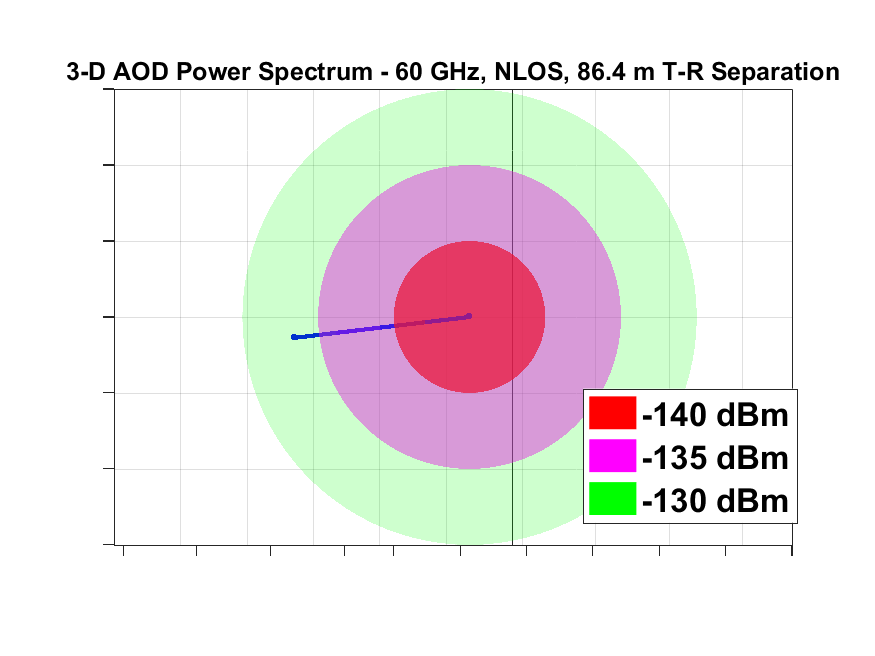 3-D AOD Power Spectrum - 60 GHz, NLOS, 86.4 m T-R Separation
-140 dBm
-135 dBm
-130 dBm